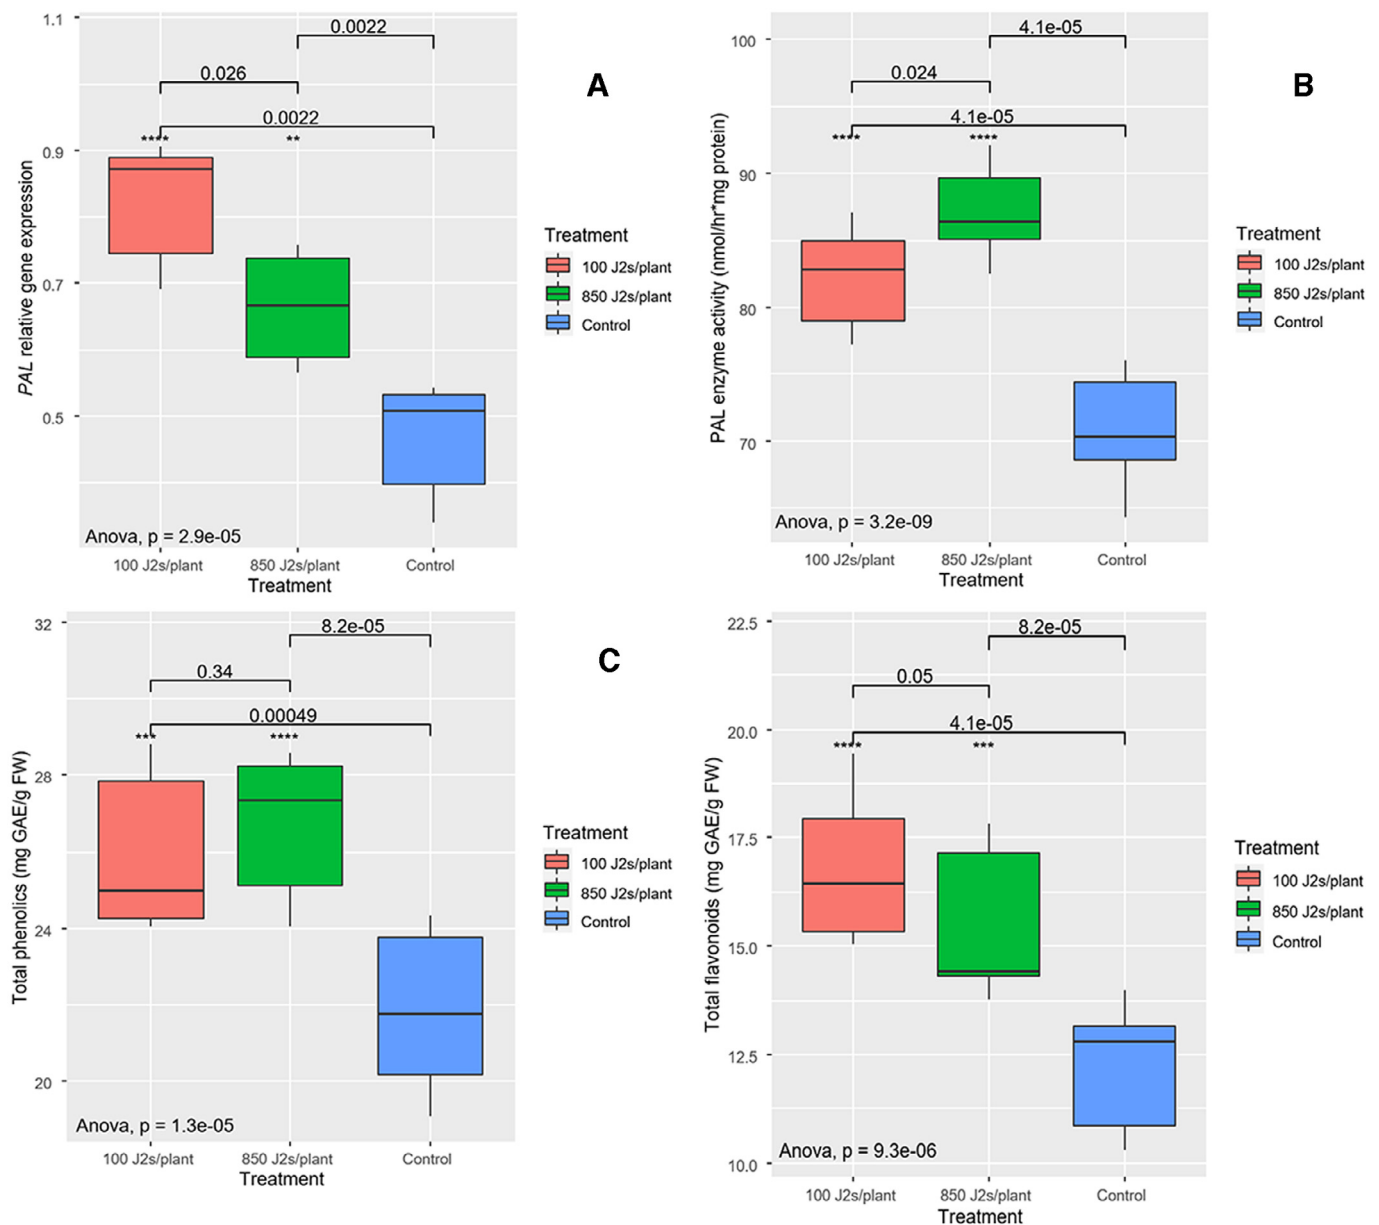 A
1.1
0.9
0.7
0.5
PAL relative gene expression
0.0022
0.026
0.0022
****
**
Anova, p = 2.9e-05
100 J2s/plant
850 J2s/plant
Control
Treatment
Treatment
100 J2s/plant
850 J2s/plant
Control
B
100
90
80
70
PAL enzyme activity (nmol/hr*mg protein)
4.1e-05
0.024
4.1e-05
****
****
Anova, p = 3.2e-09
100 J2s/plant
850 J2s/plant
Control
Treatment
Treatment
100 J2s/plant
850 J2s/plant
Control
C
32
28
24
20
Total phenolics (mg GAE/g FW)
8.2e-05
0.34
0.00049
***
****
Anova, p = 1.3e-05
100 J2s/plant
850 J2s/plant
Control
Treatment
Treatment
100 J2s/plant
850 J2s/plant
Control
22.5
20.0
17.5
15.0
12.5
10.0
Total flavonoids (mg GAE/g FW)
8.2e-05
0.05
4.1e-05
****
***
Anova, p = 9.3e-06
100 J2s/plant
850 J2s/plant
Control
Treatment
Treatment
100 J2s/plant
850 J2s/plant
Control